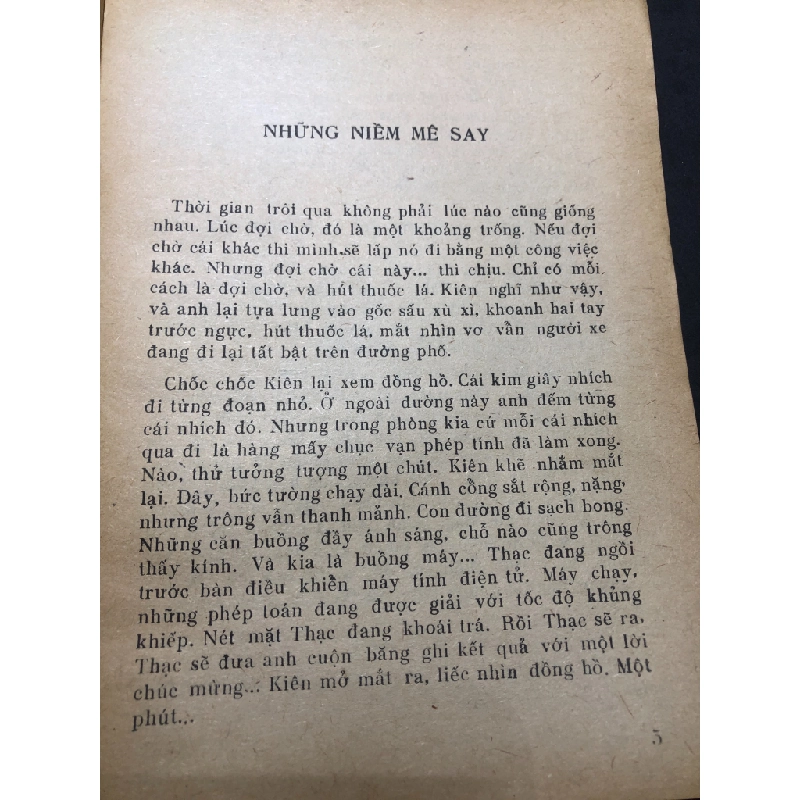 NHỮNG NIỀM MÊ SAY
Thời gian trôi qua không phải lúc nào cũng giống
nhau. Lúc đợi chờ, đó là một khoảng trống. Nếu đợi
chờ cái khác thì mình sẽ lấp nó đi bằng một công việc
khác. Nhưng đợi chờ cái này... thì chịu. Chỉ có mỗi
cách là đợi chờ, và hút thuốc lá. Kiên nghĩ như vậy,
và anh lại tựa lưng vào gốc sấu xù xì, khoanh hai tay
trước ngực, hút thuốc lá, mắt nhìn vơ vẩn người xe
đang đi lại tất bật trên đường phố.
Chốc chốc Kiên lại xem đồng hồ. Cái kim giây nhích
đi từng đoạn nhỏ. Ở ngoài đường này anh đếm từng
cái nhích đó. Nhưng trong phòng kia cứ mỗi cái nhích
qua đi là hàng mấy chục vạn phép tính đã làm xong.
Nào, thử tưởng tượng một chút. Kiên khẽ nhắm mắt
lại. Đây, bức tường chạy dài. Cánh cổng sắt rộng, nặng,
nhưng trông vẫn thanh mảnh. Con đường đi sạch bong.
Những căn buồng đầy ánh sáng, chỗ nào cũng trông
thấy kính. Và kia là buồng máy... Thạc đang ngồi
trước bàn điều khiển máy tính điện tử. Máy chạy,
những phép toán đang được giải với tốc độ khủng
khiếp. Nét mặt Thạc đang khoái trá. Rồi Thạc sẽ ra,
Thạc sẽ đưa anh cuộn băng ghi kết quả với một lời
chúc mừng... Kiên mở mắt ra, liếc nhìn đồng hồ. Một
phút...
5